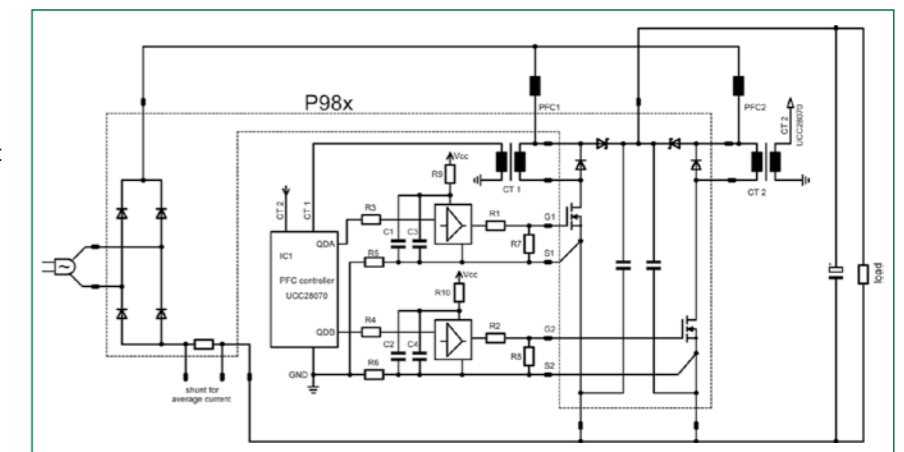 P98x
PFC1
PFC2
CT 2
UCC28070
CT 1
CT 2
Vcc
R9
CT 2
CT 1
R3
C1
C3
R1
G1
R7
QDA
IC1
R5
S1
PFC controller
UCC28070
Vcc
R10
QDB
R4
C2
C4
R2
G2
R8
R6
S2
GND
shunt for
average current
load